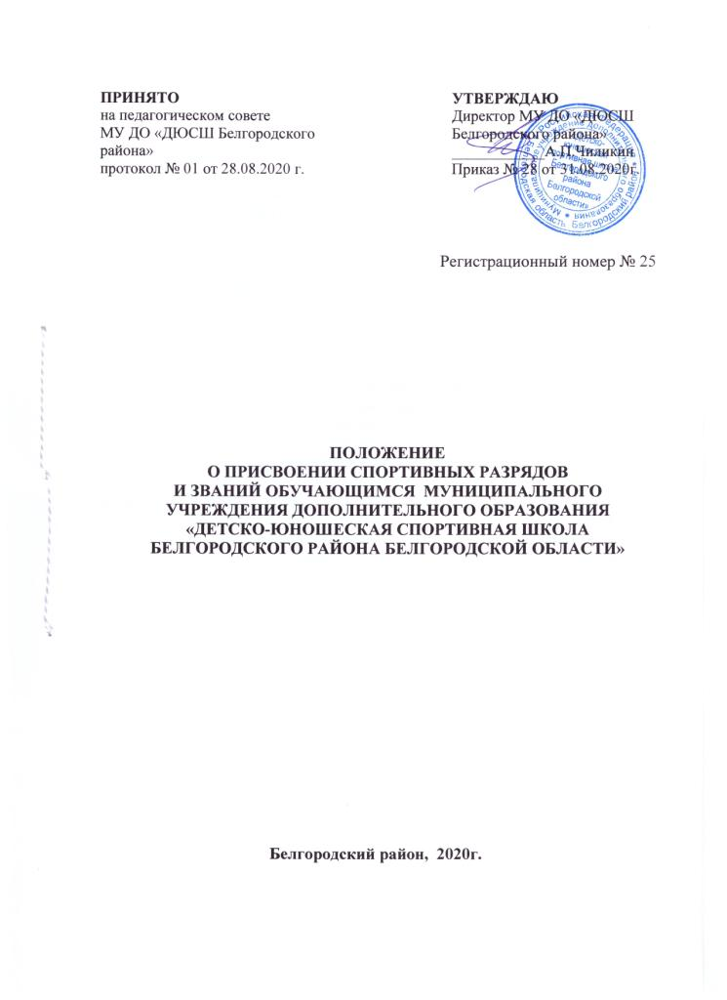 ПРИНЯТО
на педагогическом совете
МУ ДО «ДЮСШ Белгородского
района»
протокол № 01 от 28.08.2020 г.
УТВЕРЖДАЮ
Директор МУ ДО «ДЮСШ
Белгородского района»
А.П.Чиликин
Приказ № 28 от 31.08.2020г.
Регистрационный номер № 25
ПОЛОЖЕНИЕ
О ПРИСВОЕНИИ СПОРТИВНЫХ РАЗРЯДОВ
И ЗВАНИЙ ОБУЧАЮЩИМСЯ МУНИЦИПАЛЬНОГО
УЧРЕЖДЕНИЯ ДОПОЛНИТЕЛЬНОГО ОБРАЗОВАНИЯ
«ДЕТСКО-ЮНОШЕСКАЯ СПОРТИВНАЯ ШКОЛА
БЕЛГОРОДСКОГО РАЙОНА БЕЛГОРОДСКОЙ ОБЛАСТИ»
Белгородский район, 2020г.